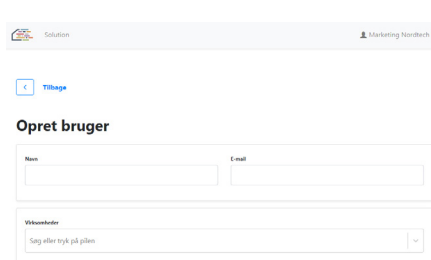 Solution
Marketing Nordtech
Tilbage
Opret bruger
Navn
E-mail
Virksomheder
Søg eller tryk på pilen